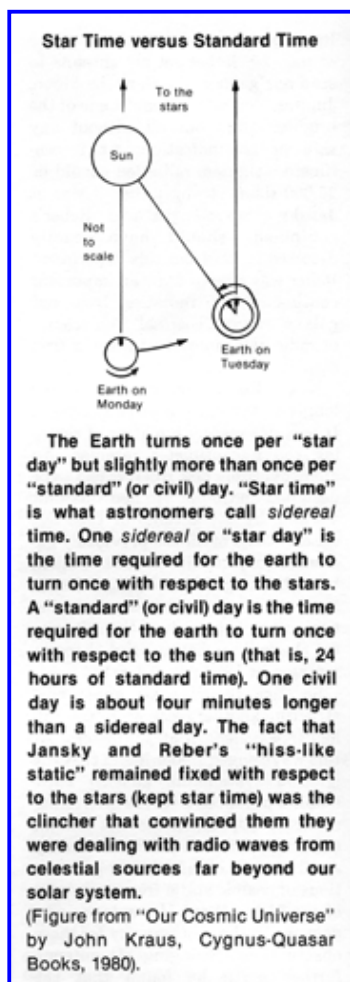 Star Time versus Standard Time
To the
stars
Sun
Not
to
scale
Earth on
Monday
Earth on
Tuesday
The Earth turns once per “star
day” but slightly more than once per
“standard” (or civil) day. “Star time”
is what astronomers call sidereal
time. One sidereal or “star day” is
the time required for the earth to
turn once with respect to the stars.
A “standard” (or civil) day is the time
required for the earth to turn once
with respect to the sun (that is, 24
hours of standard time). One civil
day is about four minutes longer
than a sidereal day. The fact that
Jansky and Reber's “hiss-like
static” remained fixed with respect
to the stars (kept star time) was the
clincher that convinced them they
were dealing with radio waves from
celestial sources far beyond our
solar system.
(Figure from “Our Cosmic Universe”
by John Kraus, Cygnus-Quasar
Books, 1980).